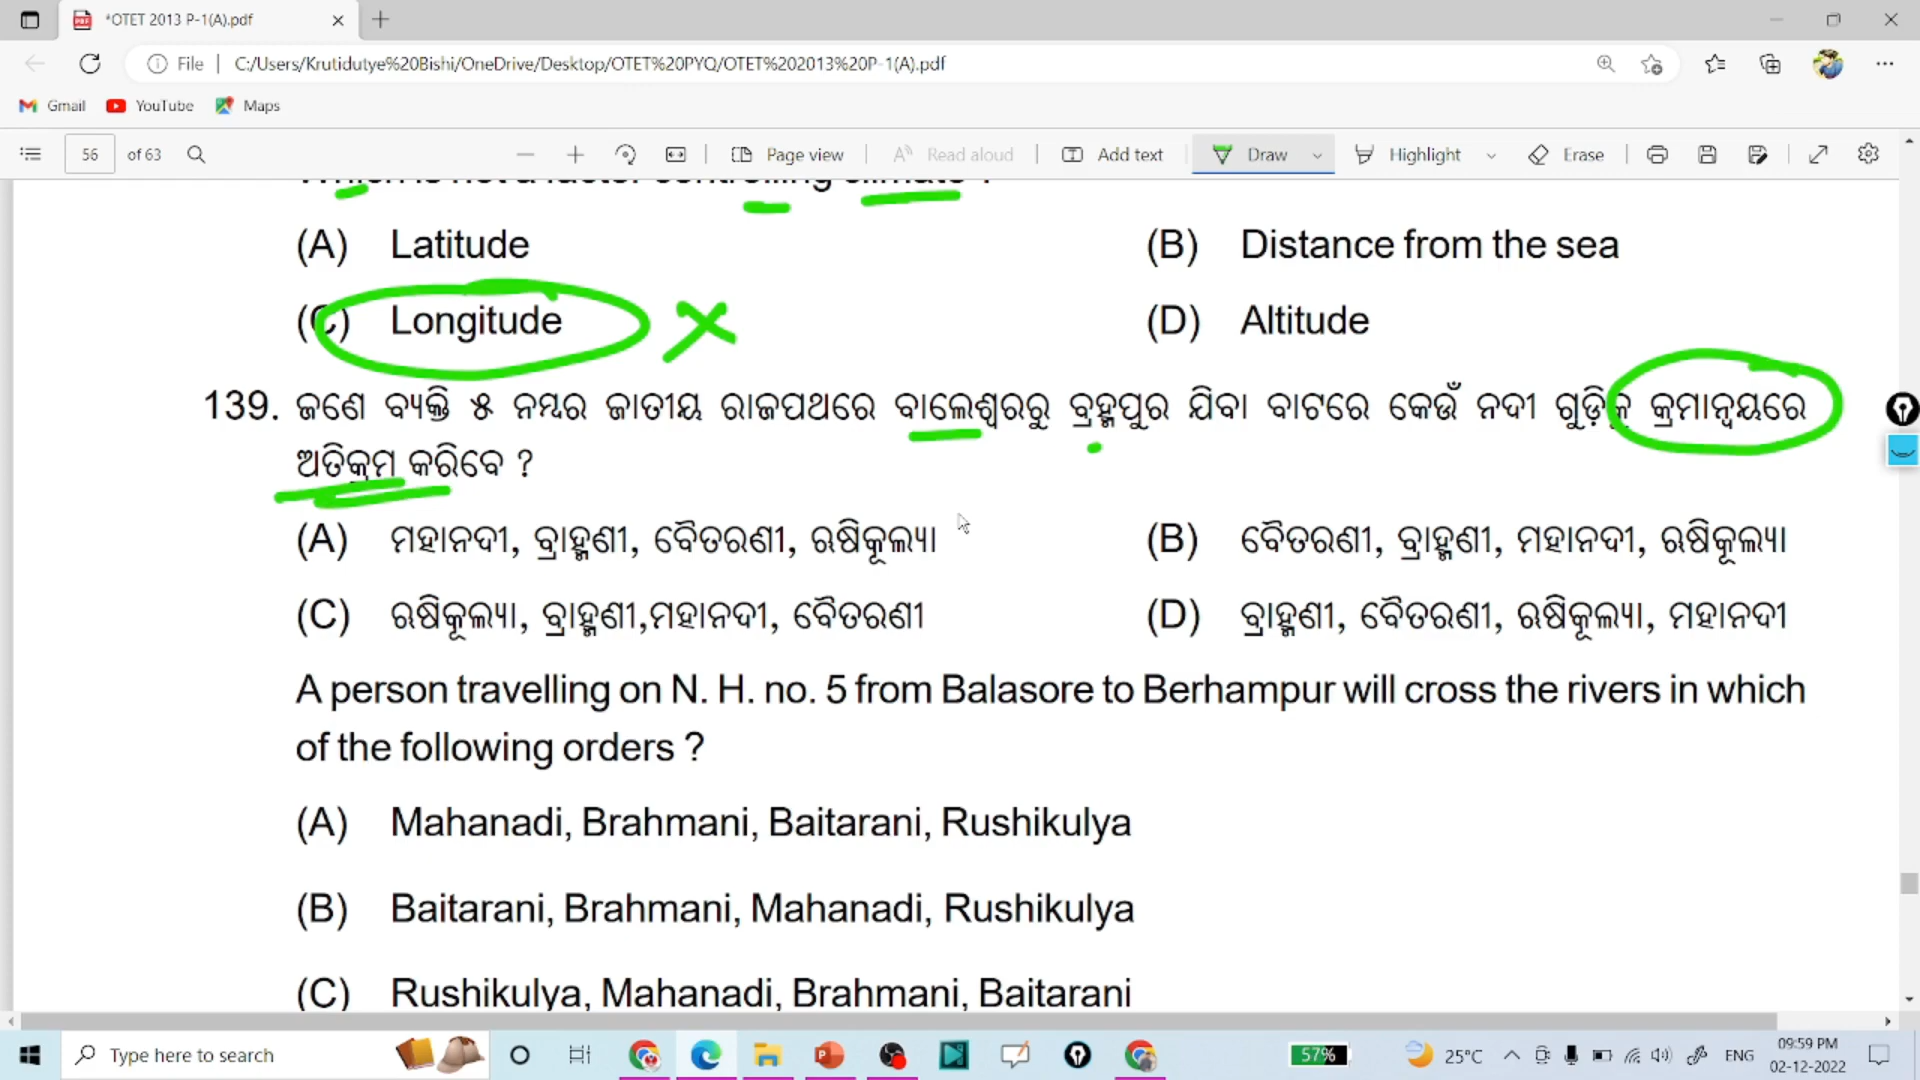 *OTET 2013 P-1(A).pdf
File C:/Users/Krutidutye%20Bishi/OneDrive/Desktop/OTET%20PYQ/OTET%202013%20P-1(A).pdf
Gmail YouTube Maps
56 of 63 Page view Read aloud Add text Draw Highlight Erase
Which is not a factor controlling climate ?
(A) Latitude (B) Distance from the sea
(C) Longitude (D) Altitude
139. ଜଣେ ବ୍ୟକ୍ତି ୫ ନମ୍ବର ଜାତୀୟ ରାଜପଥରେ ବାଲେଶ୍ୱରରୁ ବ୍ରହ୍ମପୁର ଯିବା ବାଟରେ କେଉଁ ନଦୀ ଗୁଡ଼ିକୁ କ୍ରମାନ୍ୱୟରେ
ଅତିକ୍ରମ କରିବେ ?
(A) ମହାନଦୀ, ବ୍ରାହ୍ମଣୀ, ବୈତରଣୀ, ଋଷିକୂଲ୍ୟା (B) ବୈତରଣୀ, ବ୍ରାହ୍ମଣୀ, ମହାନଦୀ, ଋଷିକୂଲ୍ୟା
(C) ଋଷିକୂଲ୍ୟା, ବ୍ରାହ୍ମଣୀ,ମହାନଦୀ, ବୈତରଣୀ (D) ବ୍ରାହ୍ମଣୀ, ବୈତରଣୀ, ଋଷିକୂଲ୍ୟା, ମହାନଦୀ
A person travelling on N. H. no. 5 from Balasore to Berhampur will cross the rivers in which
of the following orders ?
(A) Mahanadi, Brahmani, Baitarani, Rushikulya
(B) Baitarani, Brahmani, Mahanadi, Rushikulya
(C) Rushikulya, Mahanadi, Brahmani, Baitarani
Type here to search 57% 25°C ENG 09:59 PM
02-12-2022